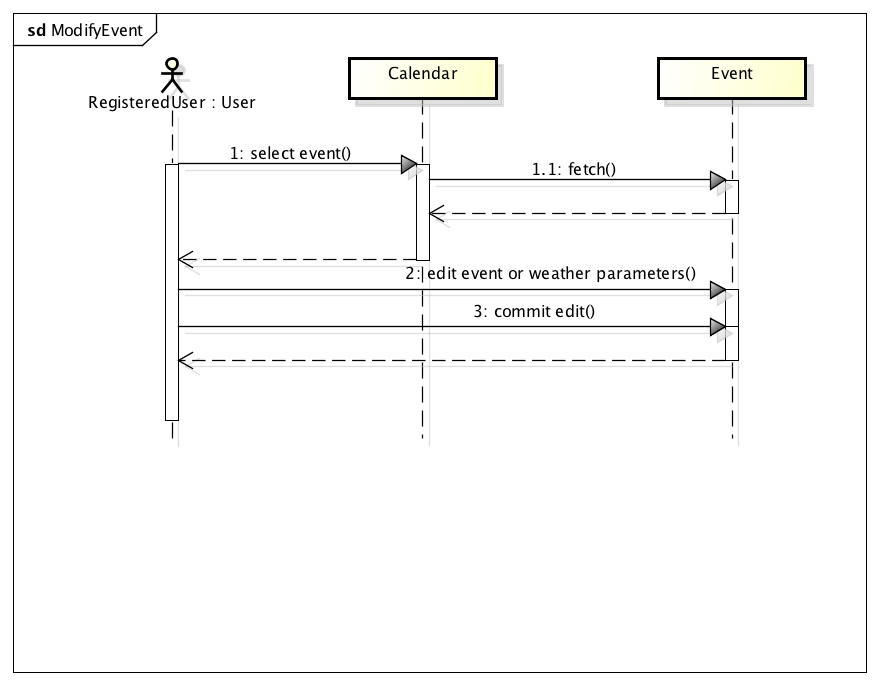 sd ModifyEvent
RegisteredUser : User
Calendar
Event
1: select event()
1.1: fetch()
2: edit event or weather parameters()
3: commit edit()